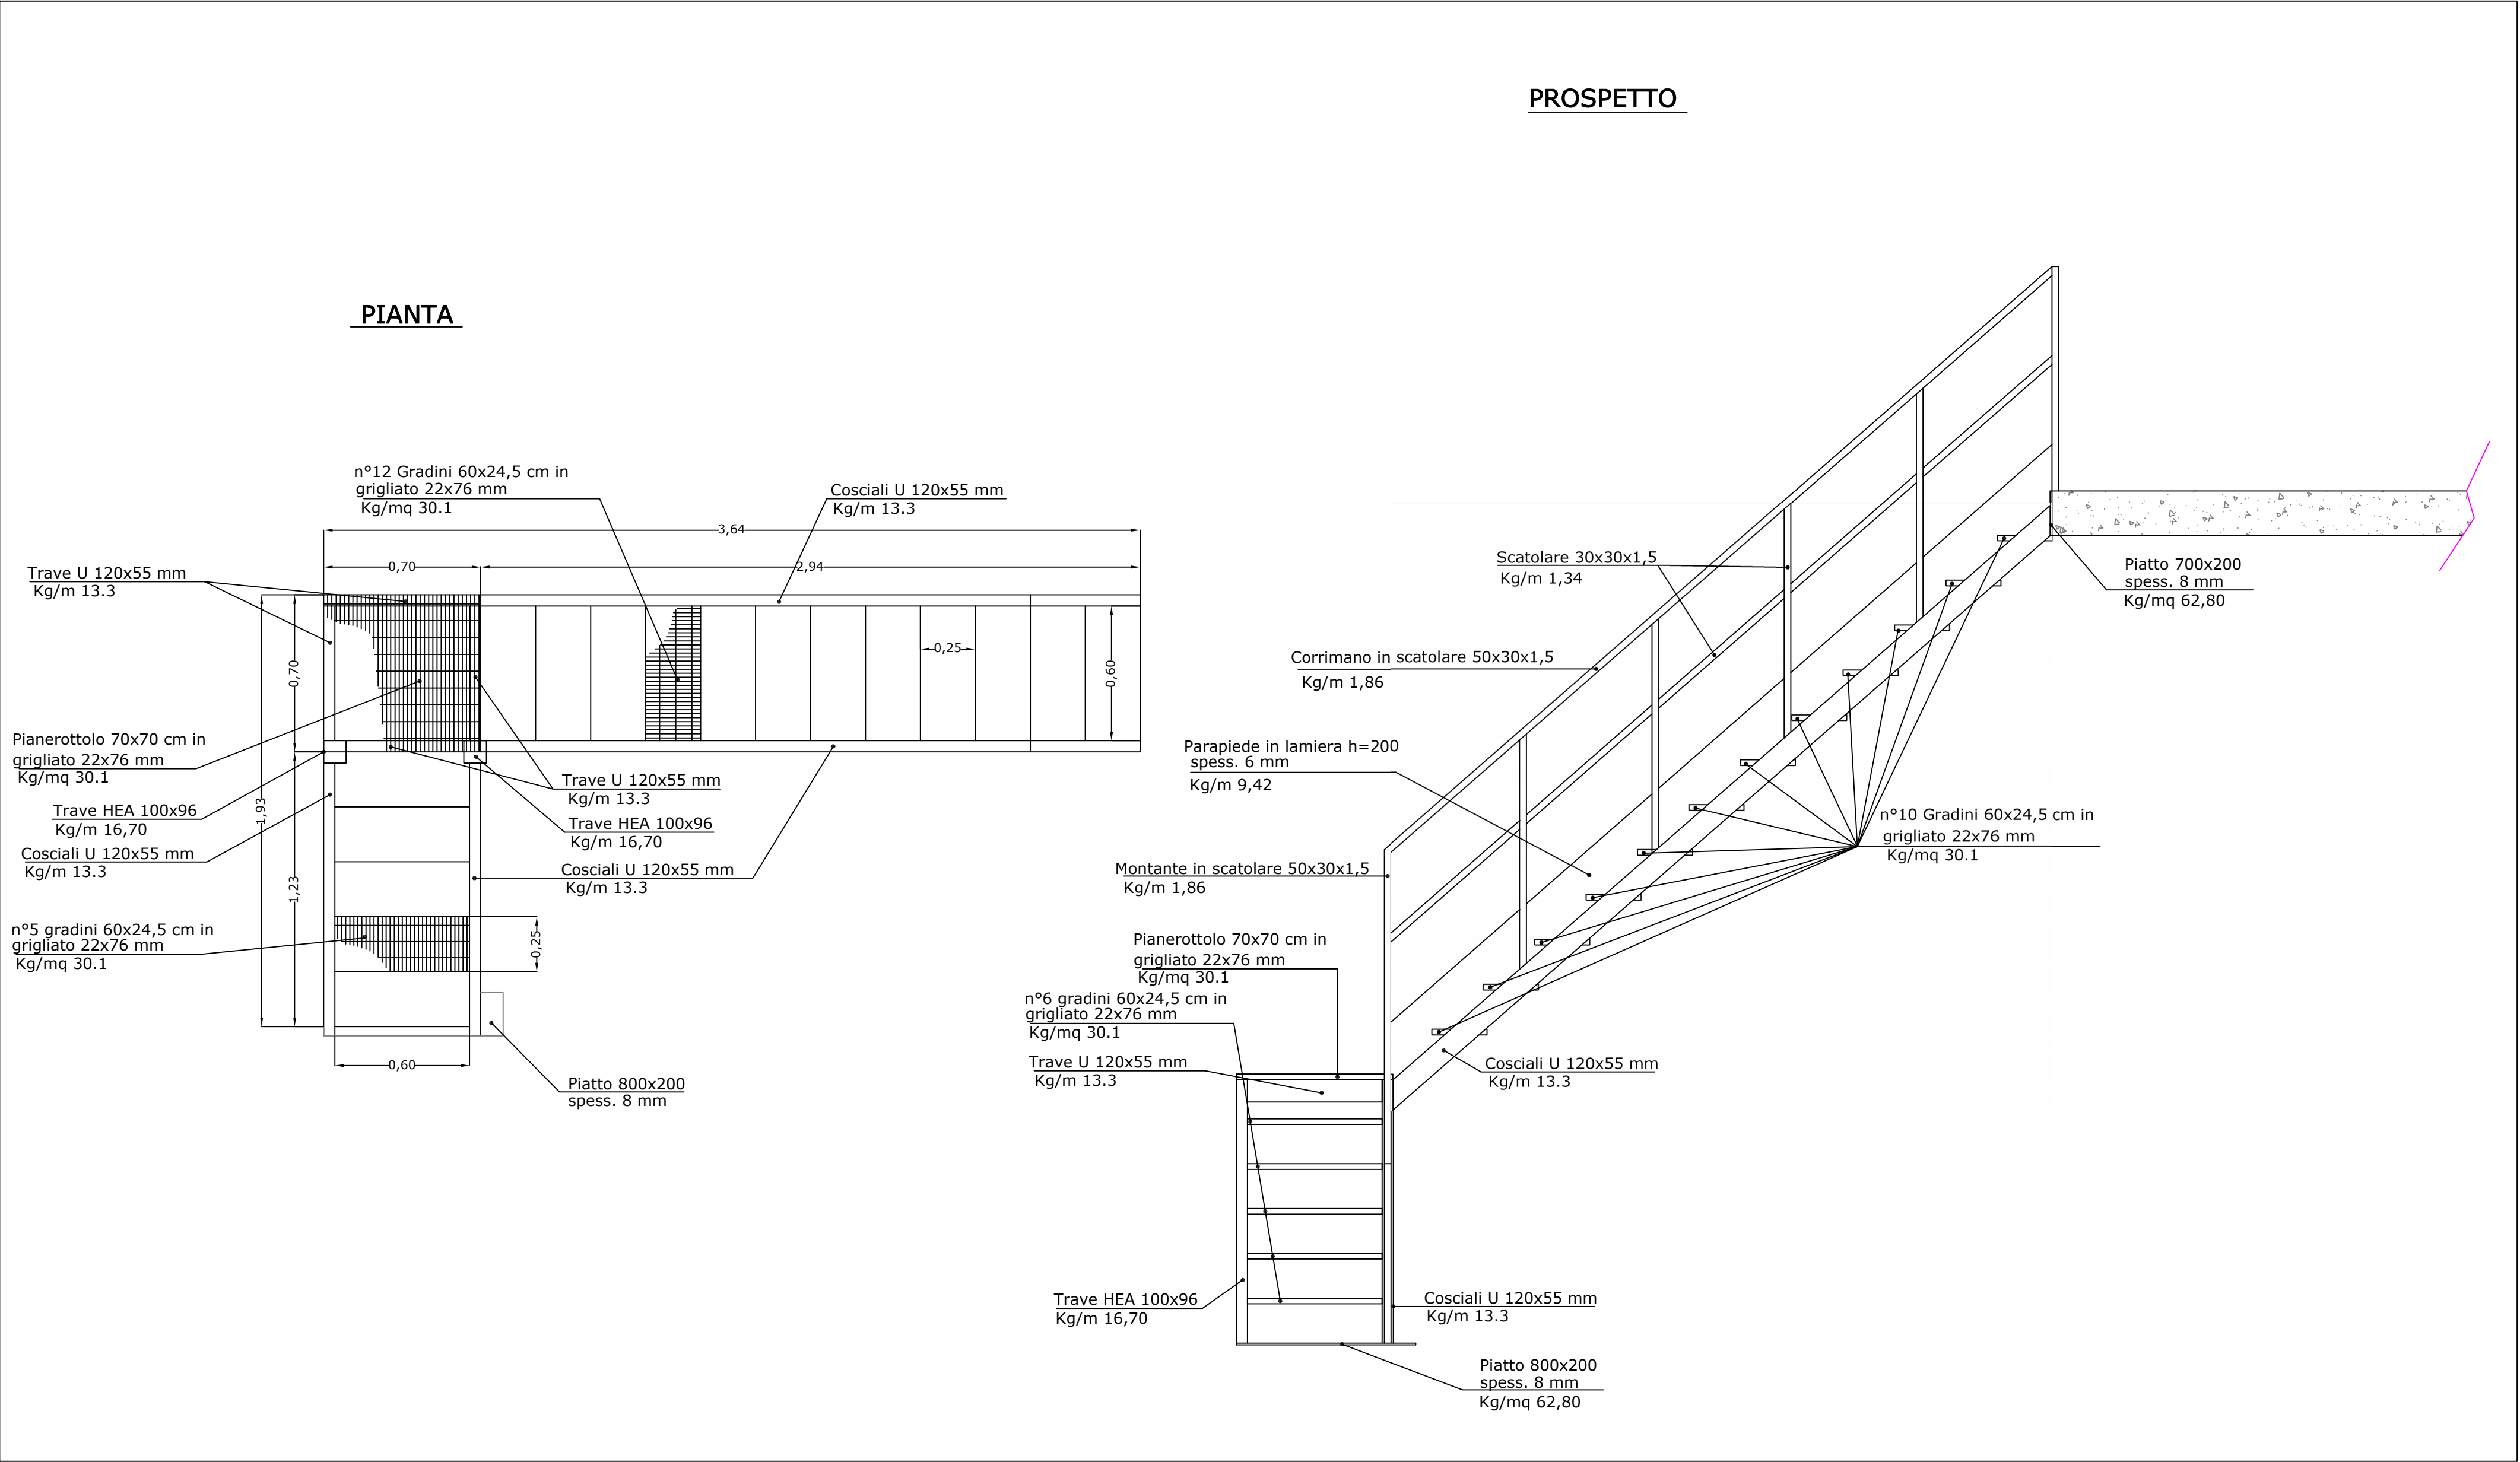 PROSPETTO
PIANTA
n°12 Gradini 60x24,5 cm in
grigliato 22x76 mm
Kg/mq 30.1
Cosciali U 120x55 mm
Kg/m 13.3
3,64
0,70
2,94
Trave U 120x55 mm
Kg/m 13.3
0,70
0,25
0,60
Pianerottolo 70x70 cm in
grigliato 22x76 mm
Kg/mq 30.1
Trave HEA 100x96
Kg/m 16,70
Cosciali U 120x55 mm
Kg/m 13.3
1,93
1,23
Trave U 120x55 mm
Kg/m 13.3
Trave HEA 100x96
Kg/m 16,70
Cosciali U 120x55 mm
Kg/m 13.3
n°5 gradini 60x24,5 cm in
grigliato 22x76 mm
Kg/mq 30.1
0,25
0,60
Piatto 800x200
spess. 8 mm
Scatolare 30x30x1,5
Kg/m 1,34
Piatto 700x200
spess. 8 mm
Kg/mq 62,80
Corrimano in scatolare 50x30x1,5
Kg/m 1,86
Parapiede in lamiera h=200
spess. 6 mm
Kg/m 9,42
n°10 Gradini 60x24,5 cm in
grigliato 22x76 mm
Kg/mq 30.1
Montante in scatolare 50x30x1,5
Kg/m 1,86
Pianerottolo 70x70 cm in
grigliato 22x76 mm
Kg/mq 30.1
n°6 gradini 60x24,5 cm in
grigliato 22x76 mm
Kg/mq 30.1
Trave U 120x55 mm
Kg/m 13.3
Cosciali U 120x55 mm
Kg/m 13.3
Trave HEA 100x96
Kg/m 16,70
Cosciali U 120x55 mm
Kg/m 13.3
Piatto 800x200
spess. 8 mm
Kg/mq 62,80